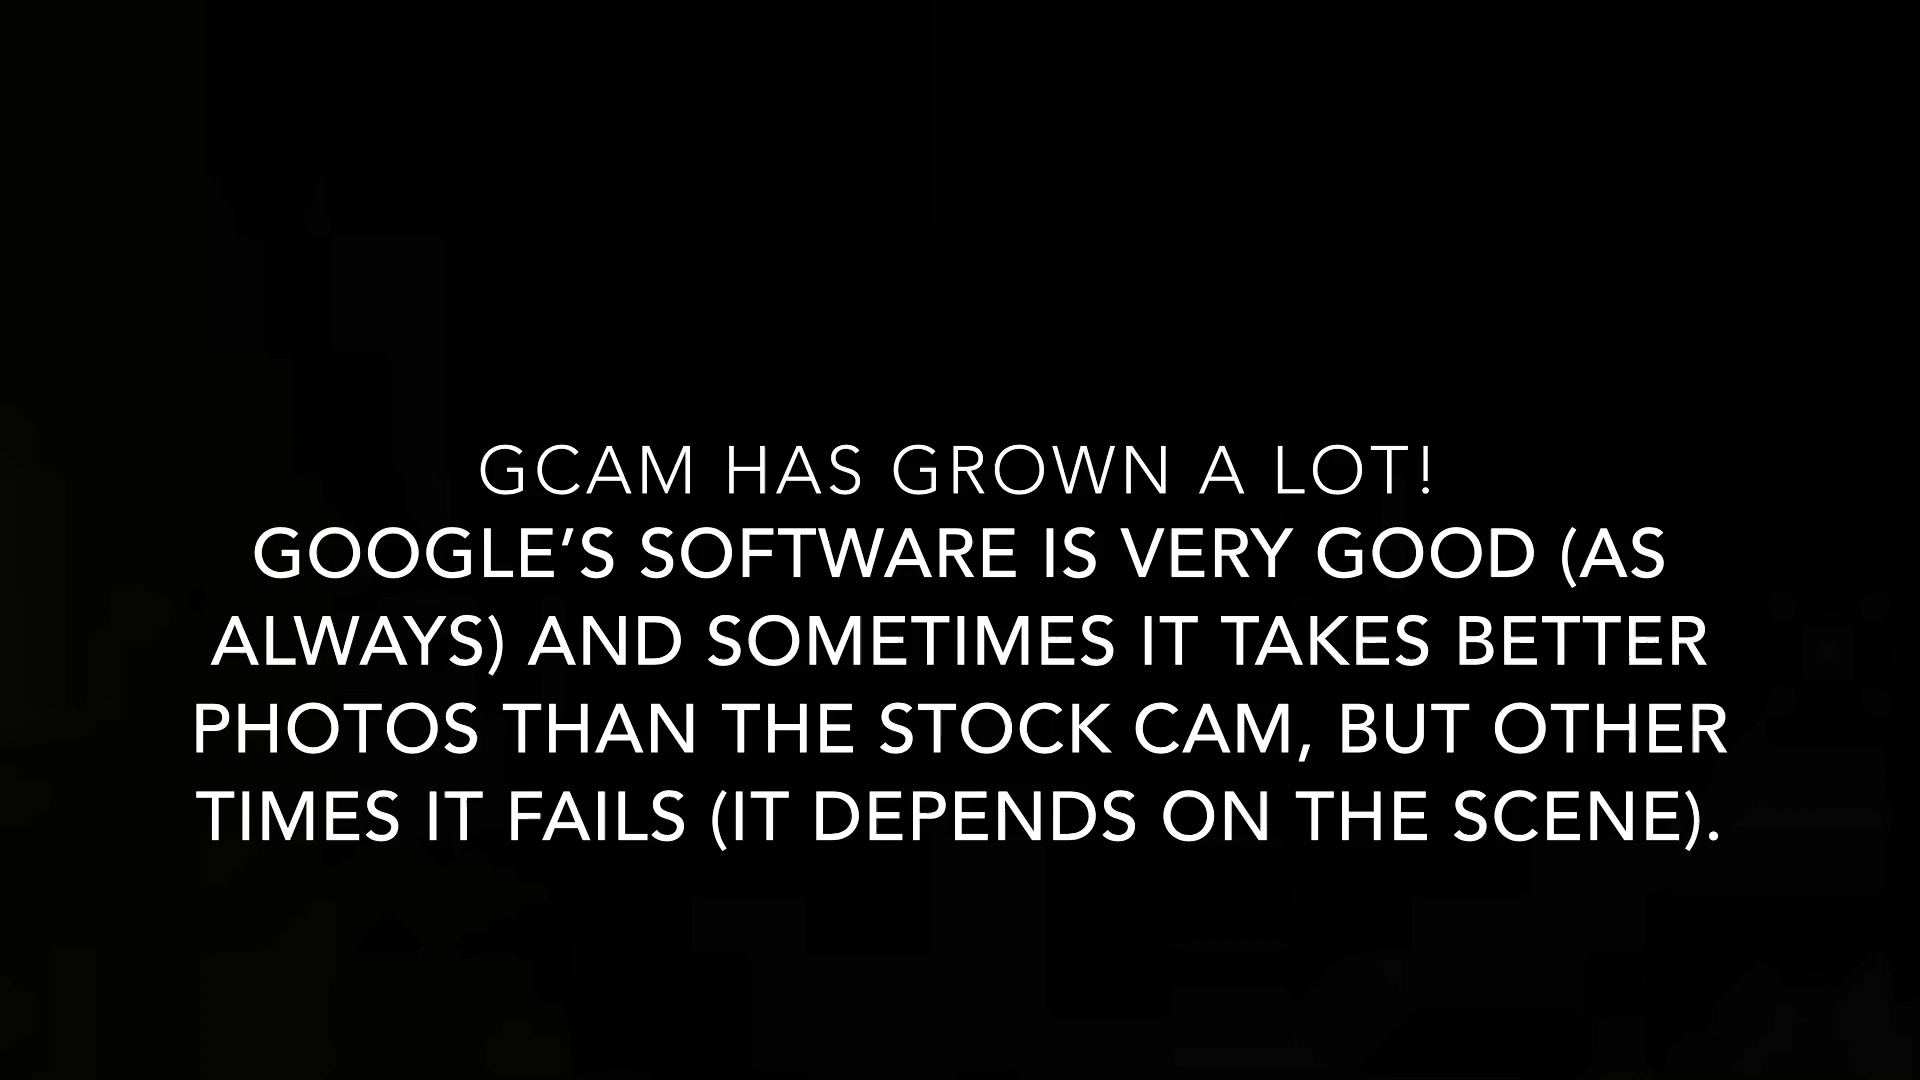 GCAM HAS GROWN A LOT!
GOOGLE’S SOFTWARE IS VERY GOOD (AS
ALWAYS) AND SOMETIMES IT TAKES BETTER
PHOTOS THAN THE STOCK CAM, BUT OTHER
TIMES IT FAILS (IT DEPENDS ON THE SCENE).